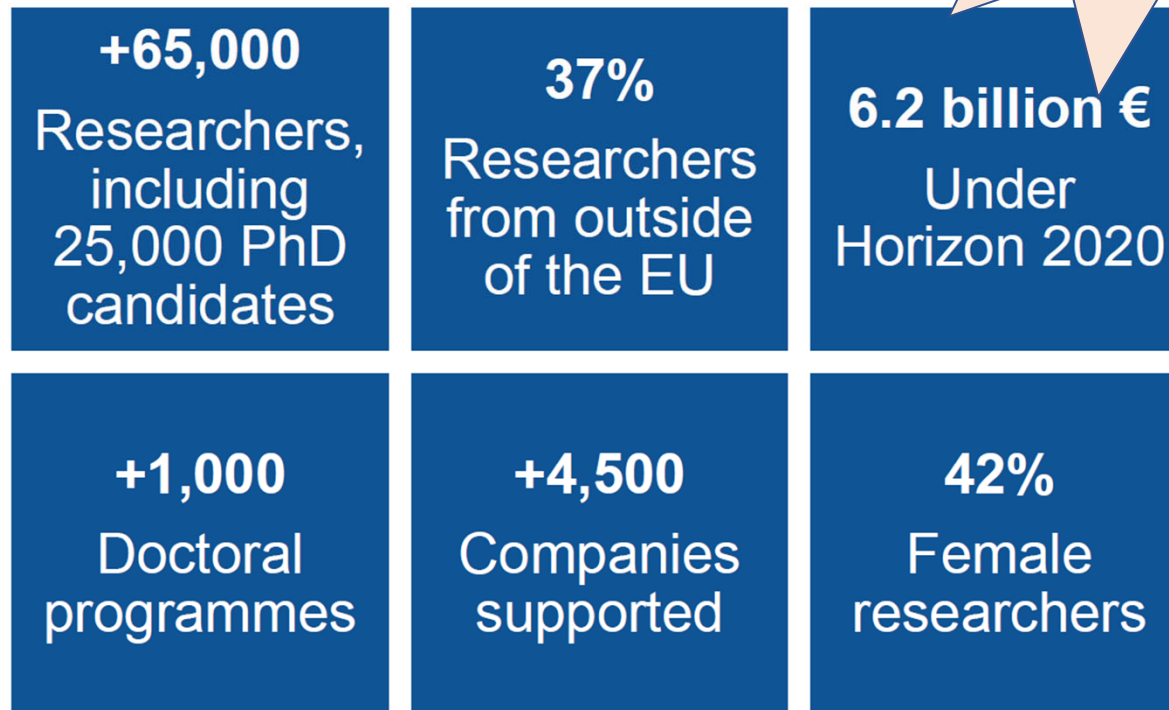 +65,000
Researchers,
including
25,000 PhD
candidates
37%
Researchers
from outside
of the EU
6.2 billion €
Under
Horizon 2020
+1,000
Doctoral
programmes
+4,500
Companies
supported
42%
Female
researchers